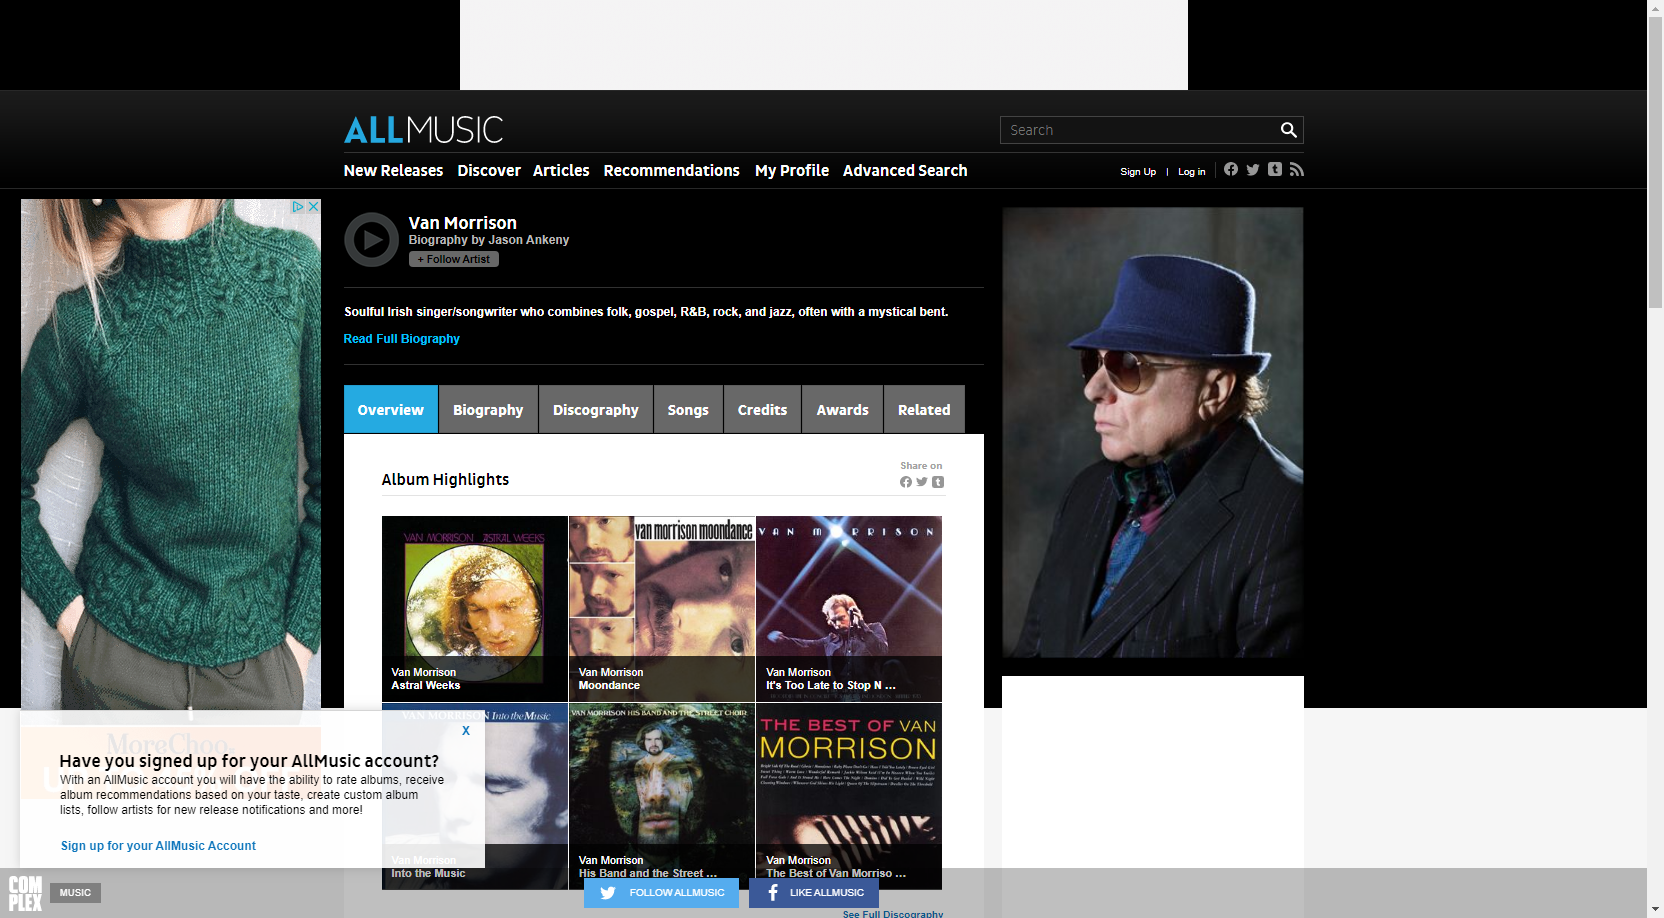 ALLMUSIC
Search
New Releases Discover Articles Recommendations My Profile Advanced Search
Sign Up | Log in
Van Morrison
Biography by Jason Ankeny
+ Follow Artist
Soulful Irish singer/songwriter who combines folk, gospel, R&B, rock, and jazz, often with a mystical bent.
Read Full Biography
Overview Biography Discography Songs Credits Awards Related
Share on
Album Highlights
VAN MORRISON ASTRAL WEEKS
van morrison moondance
VAN MORRISON
Van Morrison
Astral Weeks
Van Morrison
Moondance
Van Morrison
It's Too Late to Stop N ...
VAN MORRISON Into the Music
VAN MORRISON HIS BAND AND THE STREET CHOIR
THE BEST OF VAN
MORRISON
Van Morrison
Into the Music
Van Morrison
His Band and the Street ...
Van Morrison
The Best of Van Morriso ...
See Full Discography
MoreChoo
X
Have you signed up for your AllMusic account?
With an AllMusic account you will have the ability to rate albums, receive
album recommendations based on your taste, create custom album
lists, follow artists for new release notifications and more!
Sign up for your AllMusic Account
COM
PLEX
MUSIC
FOLLOW ALLMUSIC
LIKE ALLMUSIC